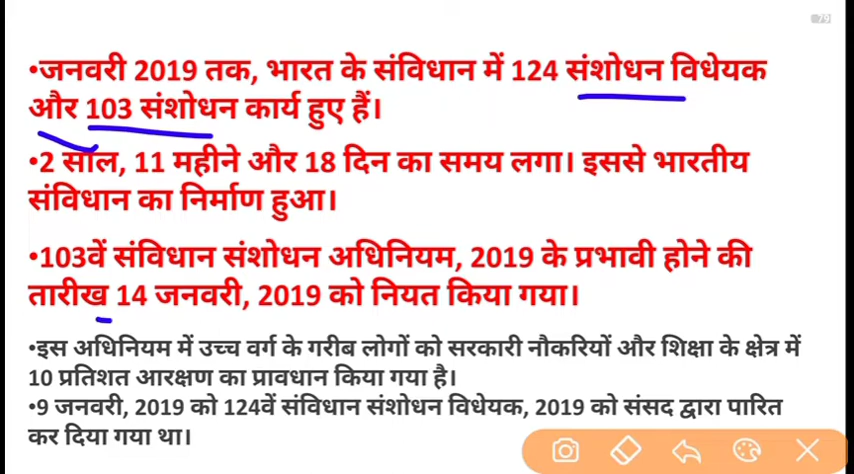 79
•जनवरी 2019 तक, भारत के संविधान में 124 संशोधन विधेयक
और 103 संशोधन कार्य हुए हैं।
•2 साल, 11 महीने और 18 दिन का समय लगा। इससे भारतीय
संविधान का निर्माण हुआ।
•103वें संविधान संशोधन अधिनियम, 2019 के प्रभावी होने की
तारीख 14 जनवरी, 2019 को नियत किया गया।
•इस अधिनियम में उच्च वर्ग के गरीब लोगों को सरकारी नौकरियों और शिक्षा के क्षेत्र में
10 प्रतिशत आरक्षण का प्रावधान किया गया है।
•9 जनवरी, 2019 को 124वें संविधान संशोधन विधेयक, 2019 को संसद द्वारा पारित
कर दिया गया था।